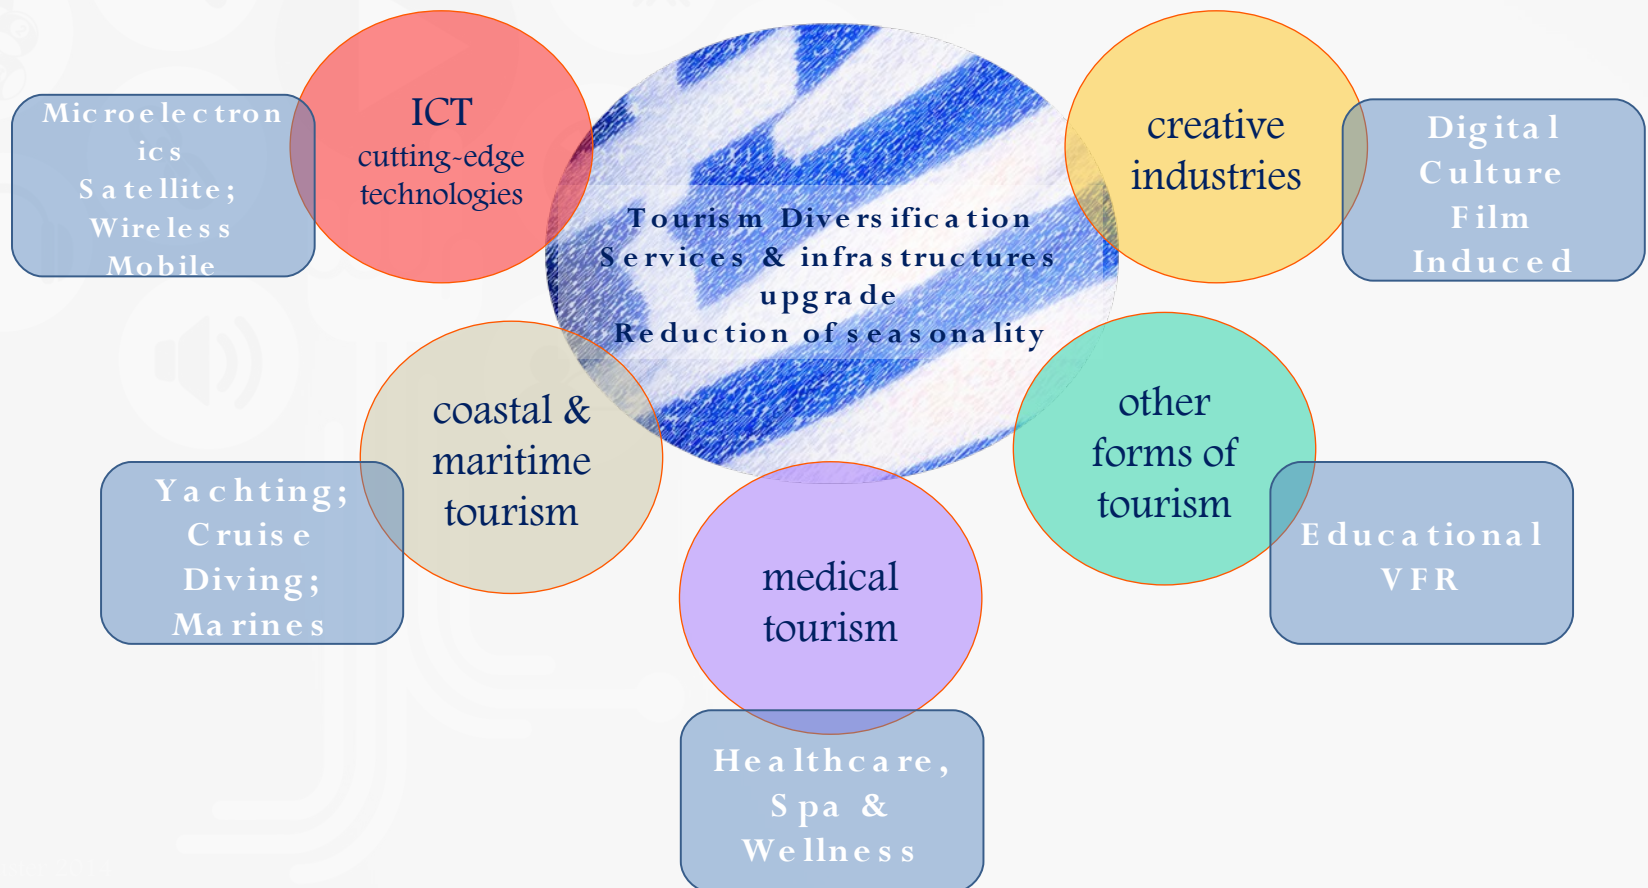 ICT
cutting-edge
technologies
Microelectron
ics
Satellite;
Wireless
Mobile
Tourism Diversification
Services & infrastructures
upgrade
Reduction of seasonality
creative
industries
Digital
Culture
Film
Induced
coastal &
maritime
tourism
Yachting;
Cruise
Diving;
Marines
medical
tourism
Healthcare,
Spa &
Wellness
other
forms of
tourism
Educational
VFR